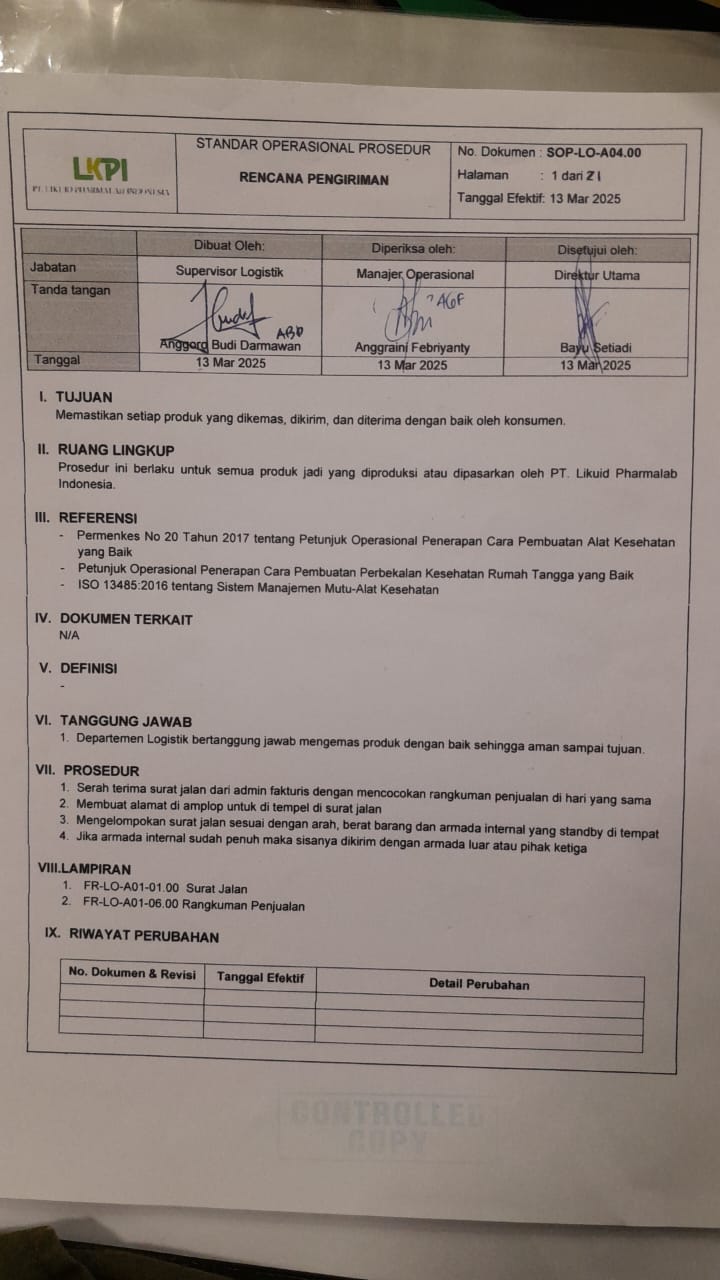 LKPI
PT. LIKUID PHARMALAB INDONESIA
STANDAR OPERASIONAL PROSEDUR
RENCANA PENGIRIMAN
No. Dokumen : SOP-LO-A04.00
Halaman : 1 dari 21
Tanggal Efektif: 13 Mar 2025
Dibuat Oleh: Diperiksa oleh: Disetujui oleh:
Jabatan Supervisor Logistik Manajer Operasional Direktur Utama
Tanda tangan
ABD AGF
Anggoro Budi Darmawan Anggraini Febriyanty Bayu Setiadi
Tanggal 13 Mar 2025 13 Mar 2025 13 Mar 2025
I. TUJUAN
Memastikan setiap produk yang dikemas, dikirim, dan diterima dengan baik oleh konsumen.
II. RUANG LINGKUP
Prosedur ini berlaku untuk semua produk jadi yang diproduksi atau dipasarkan oleh PT. Likuid Pharmalab
Indonesia.
III. REFERENSI
- Permenkes No 20 Tahun 2017 tentang Petunjuk Operasional Penerapan Cara Pembuatan Alat Kesehatan
yang Baik
- Petunjuk Operasional Penerapan Cara Pembuatan Perbekalan Kesehatan Rumah Tangga yang Baik
- ISO 13485:2016 tentang Sistem Manajemen Mutu-Alat Kesehatan
IV. DOKUMEN TERKAIT
N/A
V. DEFINISI
-
VI. TANGGUNG JAWAB
1. Departemen Logistik bertanggung jawab mengemas produk dengan baik sehingga aman sampai tujuan.
VII. PROSEDUR
1. Serah terima surat jalan dari admin fakturis dengan mencocokan rangkuman penjualan di hari yang sama
2. Membuat alamat di amplop untuk di tempel di surat jalan
3. Mengelompokan surat jalan sesuai dengan arah, berat barang dan armada internal yang standby di tempat
4. Jika armada internal sudah penuh maka sisanya dikirim dengan armada luar atau pihak ketiga
VIII.LAMPIRAN
1. FR-LO-A01-01.00 Surat Jalan
2. FR-LO-A01-06.00 Rangkuman Penjualan
IX. RIWAYAT PERUBAHAN
No. Dokumen & Revisi Tanggal Efektif Detail Perubahan
CONTROLLED
COPY